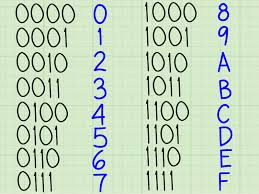 0000 0 1000 8
0001 1 1001 9
0010 2 1010 A
0011 3 1011 B
0100 4 1100 C
0101 5 1101 D
0110 6 1110 E
0111 7 1111 F